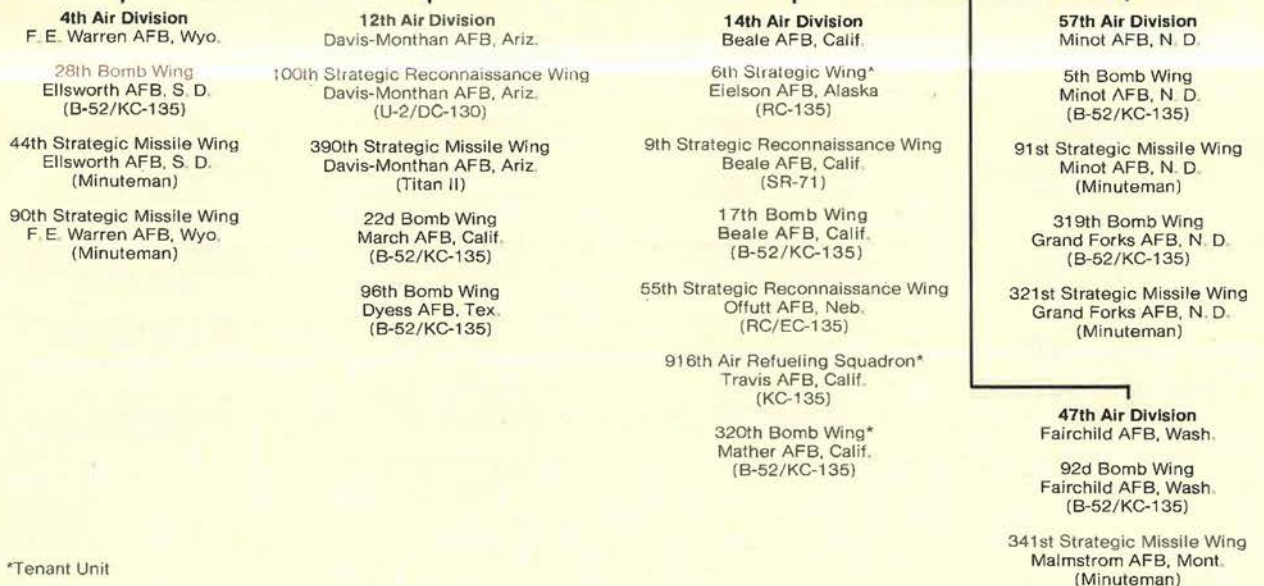 4th Air Division
F. E. Warren AFB, Wyo.
28th Bomb Wing
Ellsworth AFB, S. D.
(B-52/KC-135)
44th Strategic Missile Wing
Ellsworth AFB, S. D.
(Minuteman)
90th Strategic Missile Wing
F. E. Warren AFB, Wyo.
(Minuteman)
12th Air Division
Davis-Monthan AFB, Ariz.
100th Strategic Reconnaissance Wing
Davis-Monthan AFB, Ariz.
(U-2/DC-130)
390th Strategic Missile Wing
Davis-Monthan AFB, Ariz.
(Titan II)
22d Bomb Wing
March AFB, Calif.
(B-52/KC-135)
96th Bomb Wing
Dyess AFB, Tex.
(B-52/KC-135)
14th Air Division
Beale AFB, Calif.
6th Strategic Wing*
Eielson AFB, Alaska
(RC-135)
9th Strategic Reconnaissance Wing
Beale AFB, Calif.
(SR-71)
17th Bomb Wing
Beale AFB, Calif.
(B-52/KC-135)
55th Strategic Reconnaissance Wing
Offutt AFB, Neb.
(RC/EC-135)
916th Air Refueling Squadron*
Travis AFB, Calif.
(KC-135)
320th Bomb Wing*
Mather AFB, Calif.
(B-52/KC-135)
57th Air Division
Minot AFB, N. D.
5th Bomb Wing
Minot AFB, N. D.
(B-52/KC-135)
91st Strategic Missile Wing
Minot AFB, N. D.
(Minuteman)
319th Bomb Wing
Grand Forks AFB, N. D.
(B-52/KC-135)
321st Strategic Missile Wing
Grand Forks AFB, N. D.
(Minuteman)
47th Air Division
Fairchild AFB, Wash.
92d Bomb Wing
Fairchild AFB, Wash.
(B-52/KC-135)
341st Strategic Missile Wing
Malmstrom AFB, Mont.
(Minuteman)
*Tenant Unit